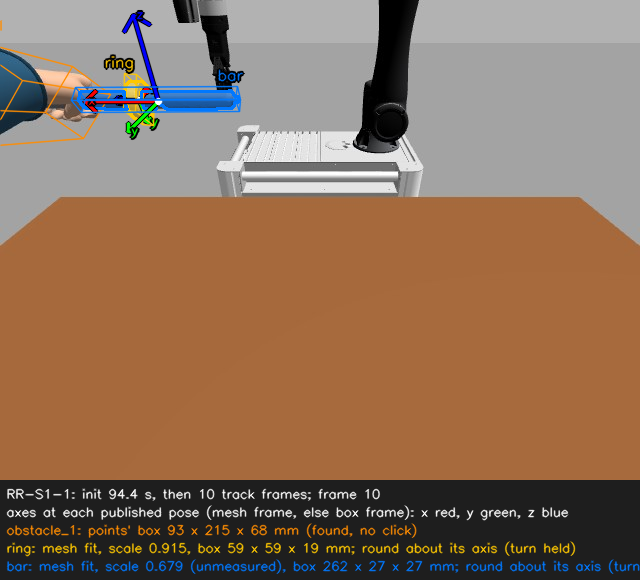 ring
bar
y
y
RR-S1-1: init 94.4 s, then 10 track frames; frame 10
axes at each published pose (mesh frame, else box frame): x red, y green, z blue
obstacle_1: points' box 93 x 215 x 68 mm (found, no click)
ring: mesh fit, scale 0.915, box 59 x 59 x 19 mm; round about its axis (turn held)
bar: mesh fit, scale 0.679 (unmeasured), box 262 x 27 x 27 mm; round about its axis (turn